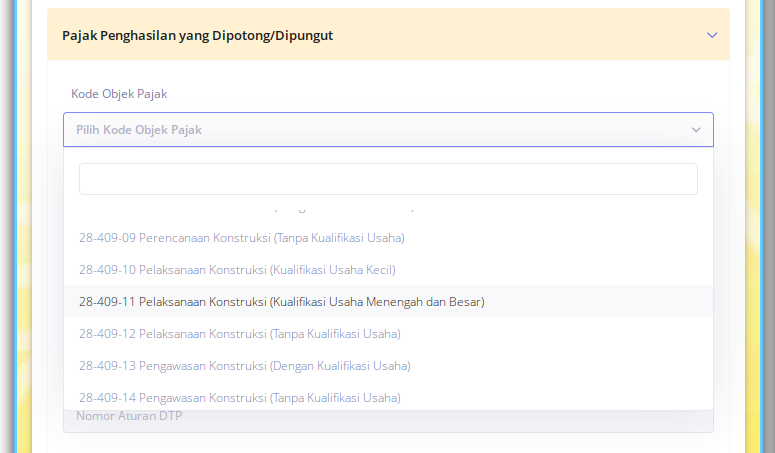 Pajak Penghasilan yang Dipotong/Dipungut
Kode Objek Pajak
Pilih Kode Objek Pajak
28-409-09 Perencanaan Konstruksi (Tanpa Kualifikasi Usaha)
28-409-10 Pelaksanaan Konstruksi (Kualifikasi Usaha Kecil)
28-409-11 Pelaksanaan Konstruksi (Kualifikasi Usaha Menengah dan Besar)
28-409-12 Pelaksanaan Konstruksi (Tanpa Kualifikasi Usaha)
28-409-13 Pengawasan Konstruksi (Dengan Kualifikasi Usaha)
28-409-14 Pengawasan Konstruksi (Tanpa Kualifikasi Usaha)
Nomor Aturan DTP